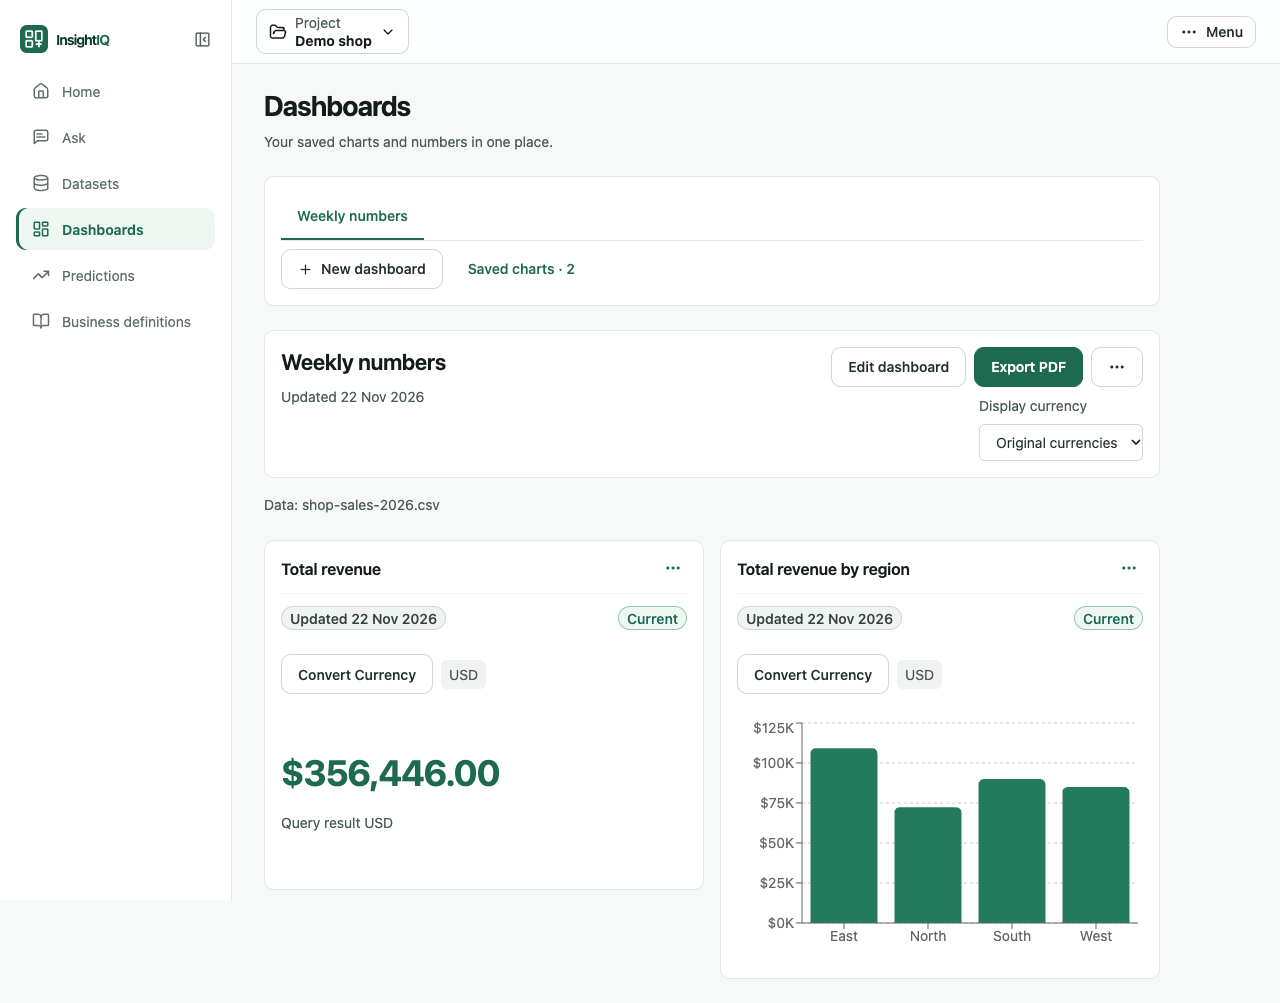 InsightIQ
Project
Demo shop
Menu
Home
Ask
Datasets
Dashboards
Predictions
Business definitions
Dashboards
Your saved charts and numbers in one place.
Weekly numbers
New dashboard
Saved charts · 2
Weekly numbers
Updated 22 Nov 2026
Edit dashboard
Export PDF
Display currency
Original currencies
Data: shop-sales-2026.csv
Total revenue
Updated 22 Nov 2026
Current
Convert Currency
USD
$356,446.00
Query result USD
Total revenue by region
Updated 22 Nov 2026
Current
Convert Currency
USD
$125K
$100K
$75K
$50K
$25K
$0K
East North South West